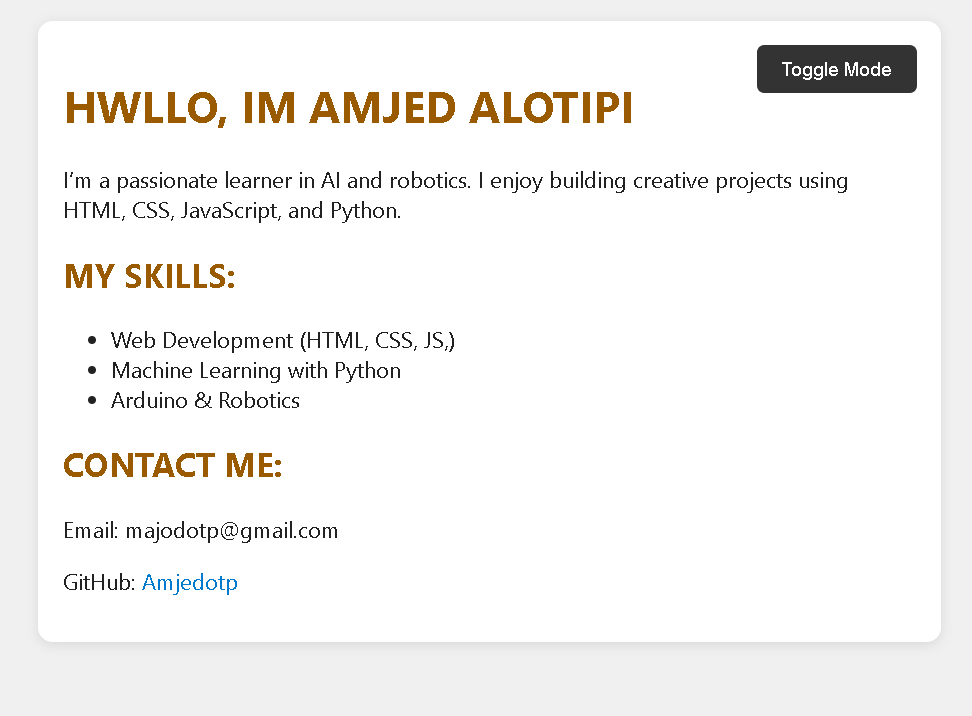 Toggle Mode
HWLLO, IM AMJED ALOTIPI
I’m a passionate learner in AI and robotics. I enjoy building creative projects using
HTML, CSS, JavaScript, and Python.
MY SKILLS:
• Web Development (HTML, CSS, JS,)
• Machine Learning with Python
• Arduino & Robotics
CONTACT ME:
Email: majodotp@gmail.com
GitHub: Amjedotp